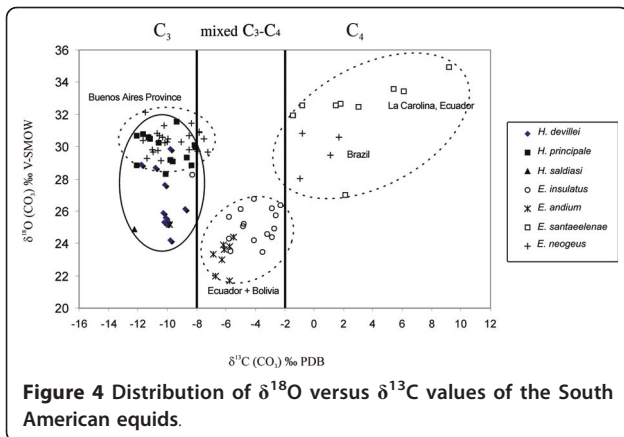 C₃ mixed C₃-C₄ C₄
36
34
32
30
28
26
24
22
20
δ¹⁸O (CO₃) ‰ V-SMOW
Buenos Aires Province
La Carolina, Ecuador
Brazil
Ecuador + Bolivia
-16 -14 -12 -10 -8 -6 -4 -2 0 2 4 6 8 10 12
δ¹³C (CO₃) ‰ PDB
H. devillei
H. principale
H. saldiasi
E. insulatus
E. andium
E. santaeelenae
E. neogeus
Figure 4 Distribution of δ¹⁸O versus δ¹³C values of the South
American equids.